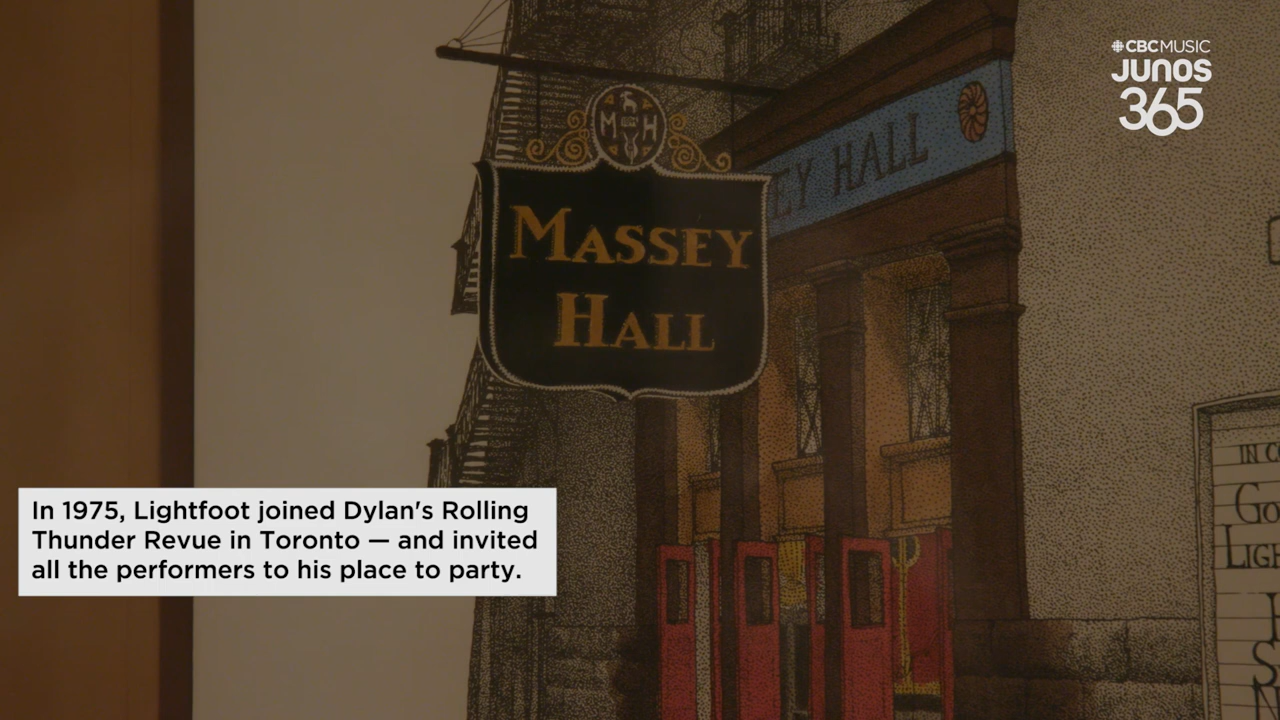 CBC MUSIC
JUNOS
365
M H
MASSEY
HALL
EY HALL
IN
In 1975, Lightfoot joined Dylan's Rolling
Thunder Revue in Toronto — and invited
all the performers to his place to party.